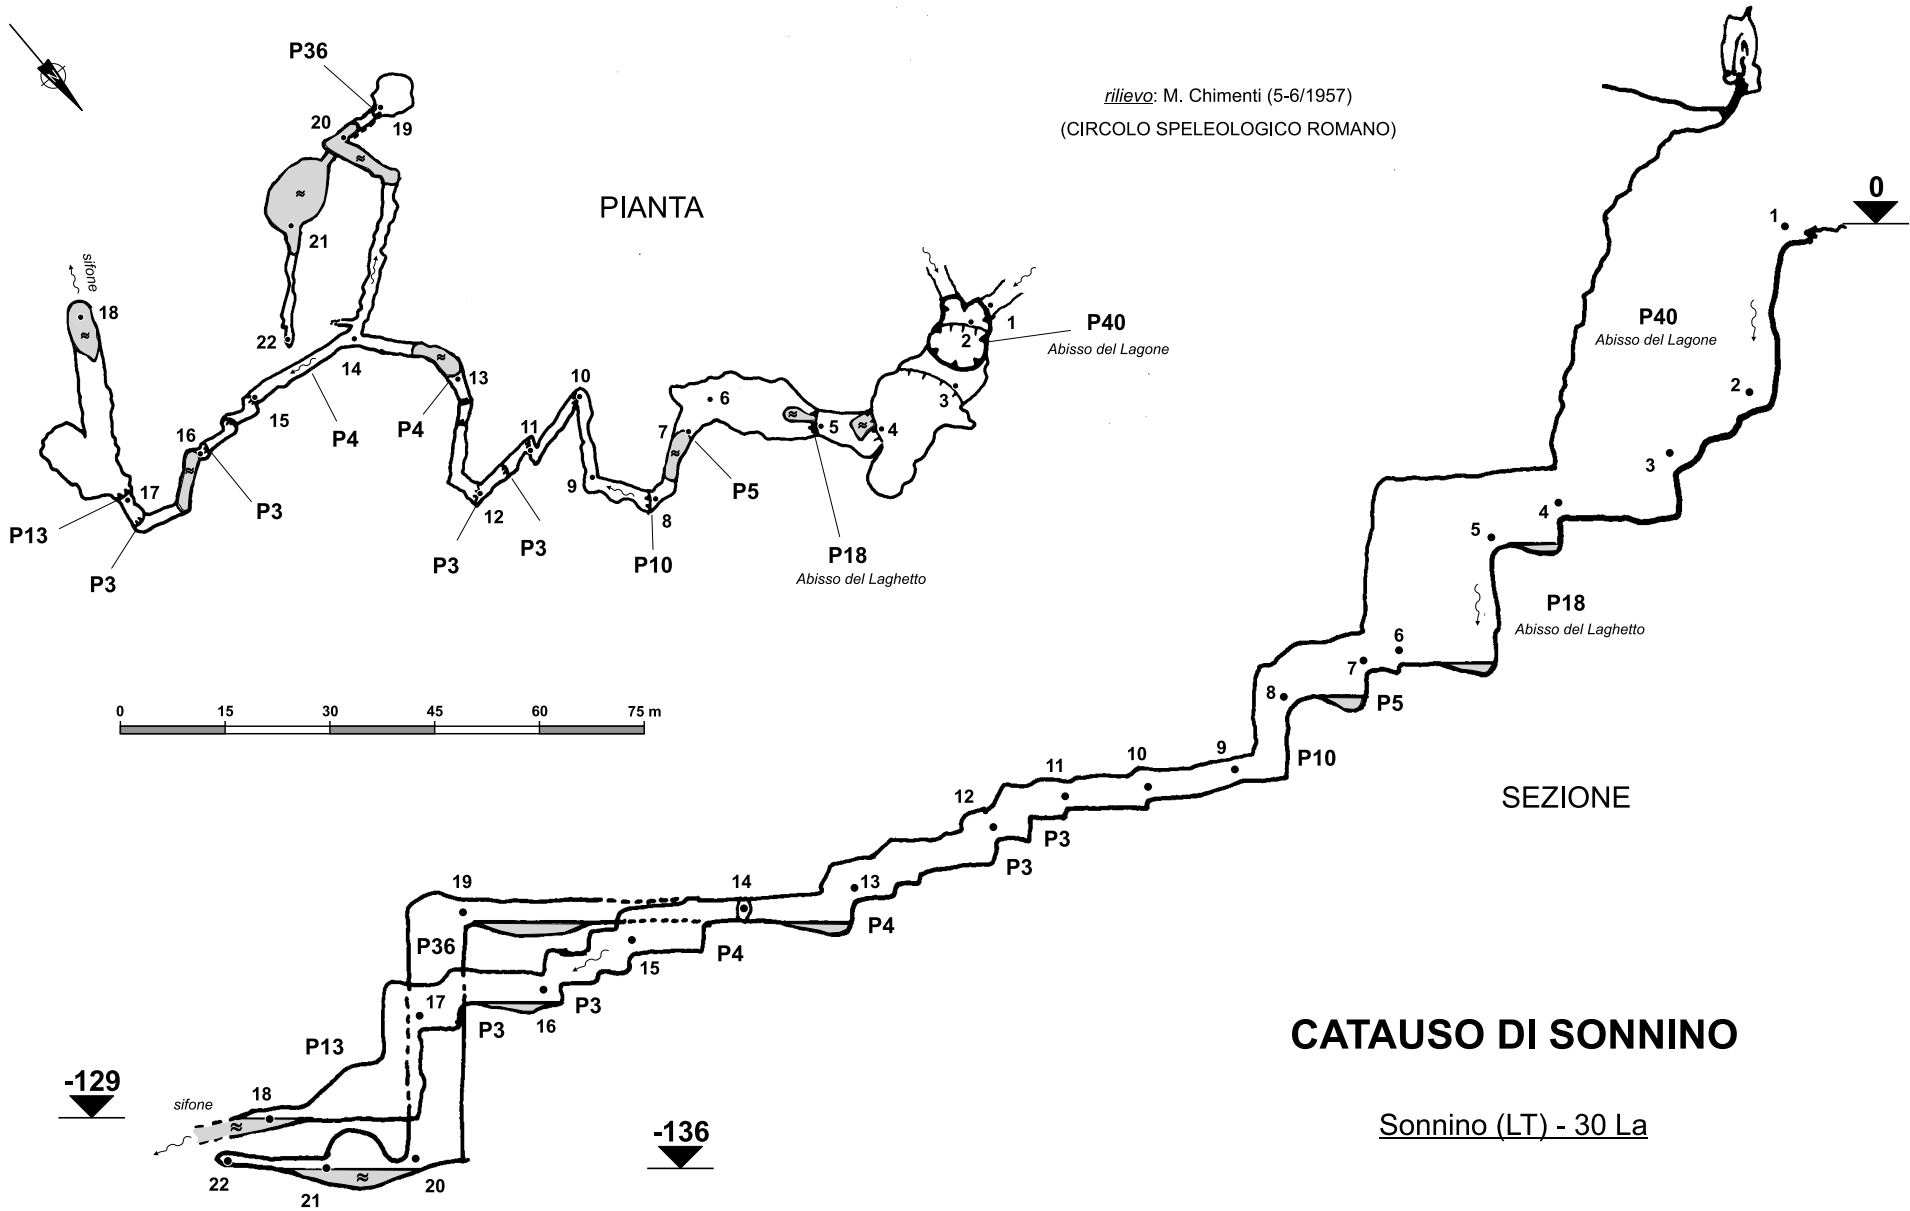 P36
20
19
rilievo: M. Chimenti (5-6/1957)
(CIRCOLO SPELEOLOGICO ROMANO)
PIANTA
0
1
21
sifone
18
22
14
1
P40
Abisso del Lagone
2
P40
Abisso del Lagone
13
10
3
2
15
P4
P4
6
5
4
16
11
7
3
17
P3
9
P5
12
8
4
P13
P3
P10
P18
Abisso del Laghetto
5
P3
P3
P18
Abisso del Laghetto
6
7
8
P5
0
15
30
45
60
75 m
9
P10
10
11
12
P3
P3
SEZIONE
19
14
13
P36
P4
P4
15
17
P3
16
P3
P13
CATAUSO DI SONNINO
-129
18
sifone
-136
Sonnino (LT) - 30 La
22
21
20